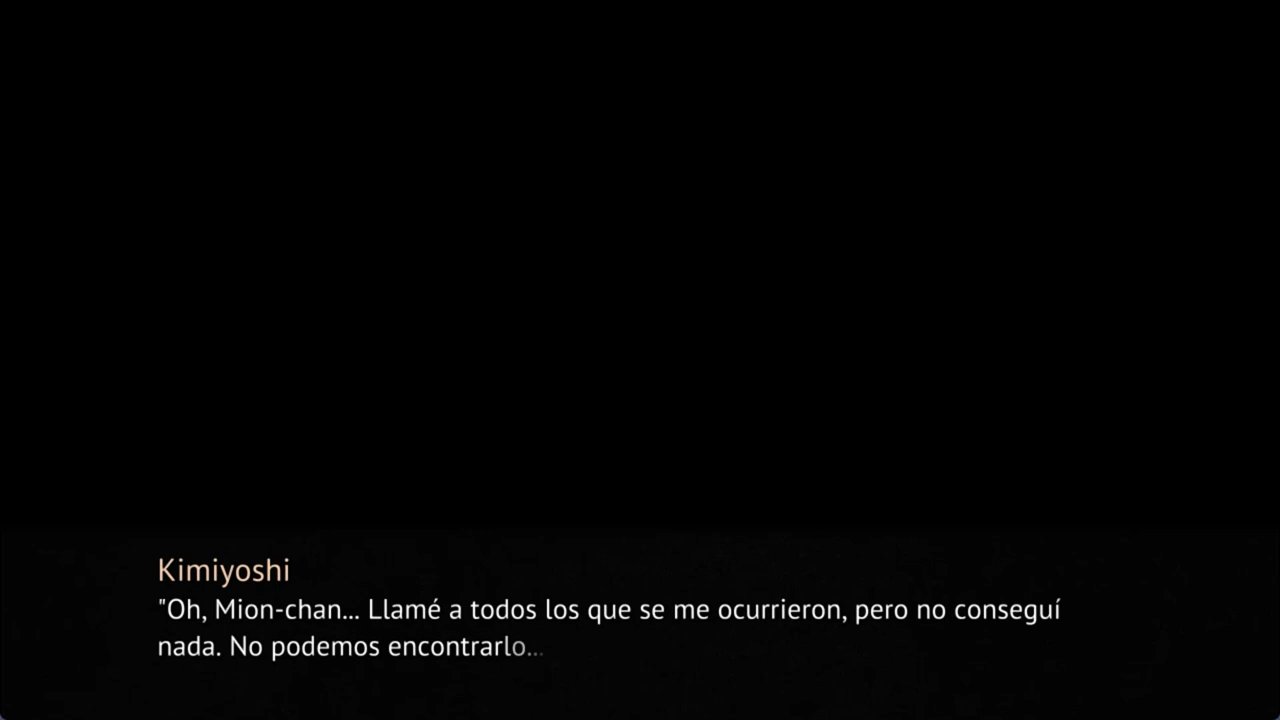 Kimiyoshi
"Oh, Mion-chan... Llamé a todos los que se me ocurrieron, pero no conseguí
nada. No podemos encontrarlo...